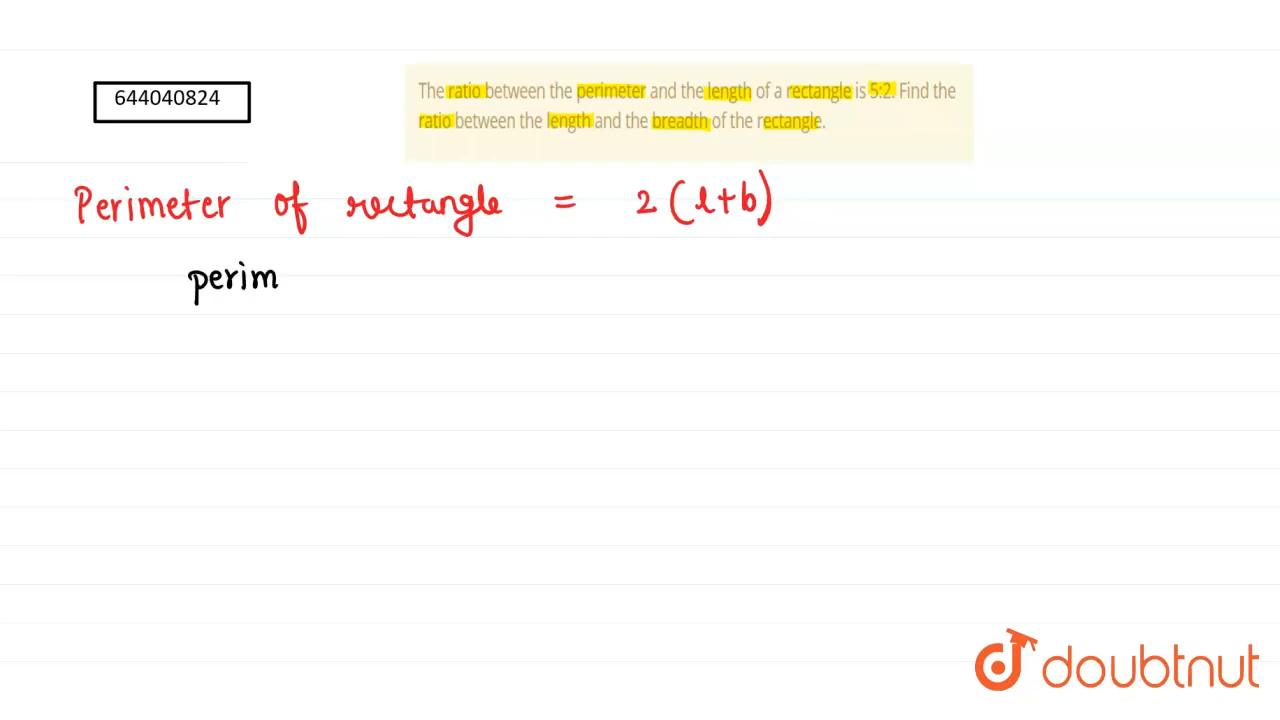 644040824
The ratio between the perimeter and the length of a rectangle is 5:2. Find the
ratio between the length and the breadth of the rectangle.
Perimeter of rectangle = 2 (l+b)
perim
doubtnut